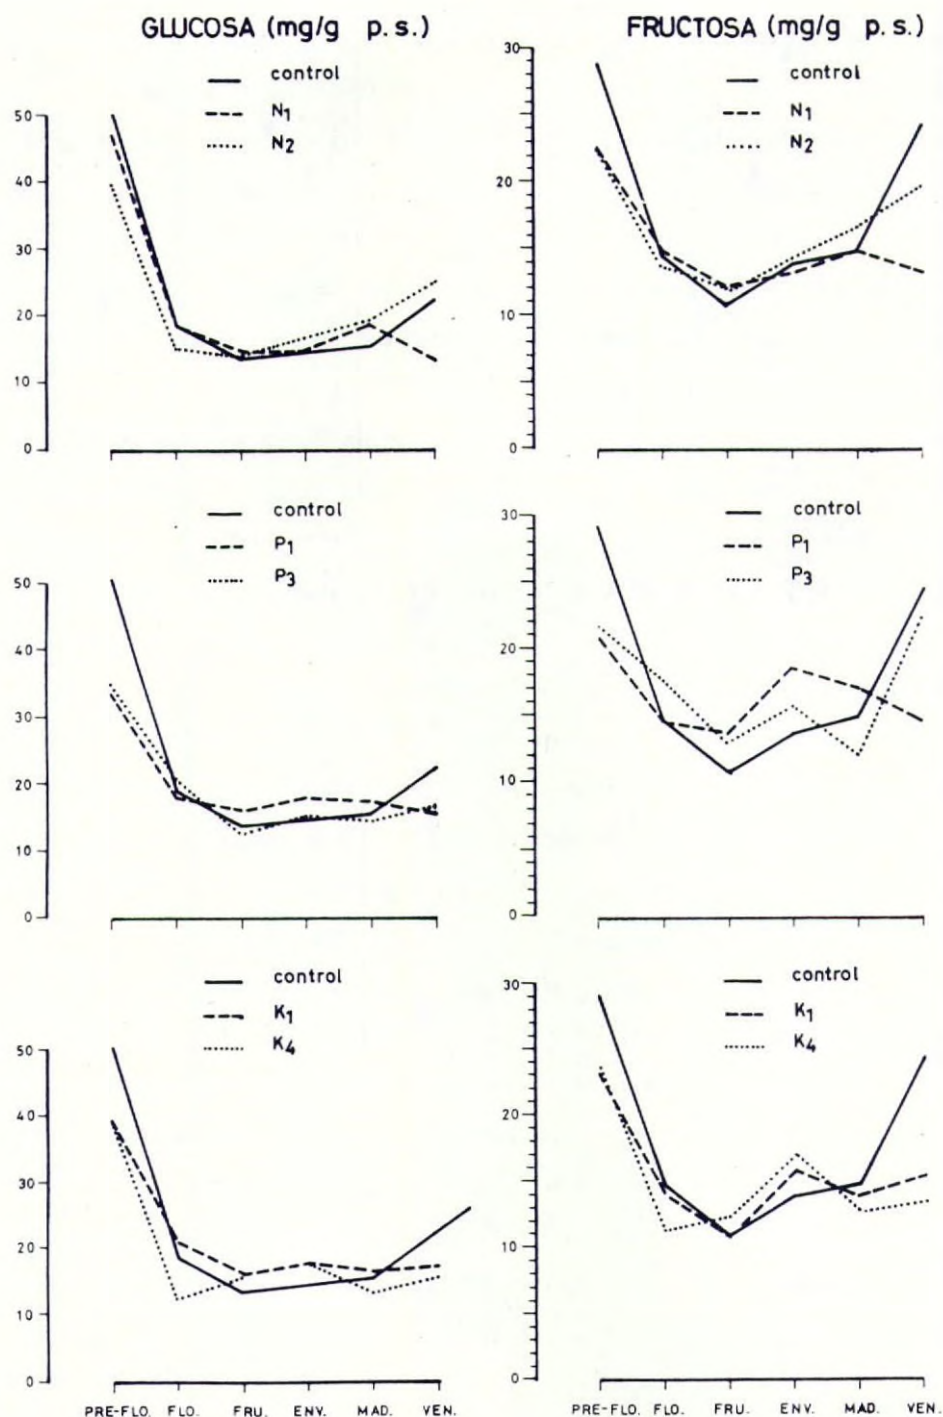 GLUCOSA (mg/g p.s.)
control
N1
N2
50
40
30
20
10
0
FRUCTOSA (mg/g p.s.)
30
control
N1
N2
20
10
0
control
P1
P3
50
40
30
20
10
0
30
control
P1
P3
20
10
0
control
K1
K4
50
40
30
20
10
0
PRE-FLO. FLO. FRU. ENV. MAD. VEN.
30
control
K1
K4
20
10
0
PRE-FLO. FLO. FRU. ENV. MAD. VEN.